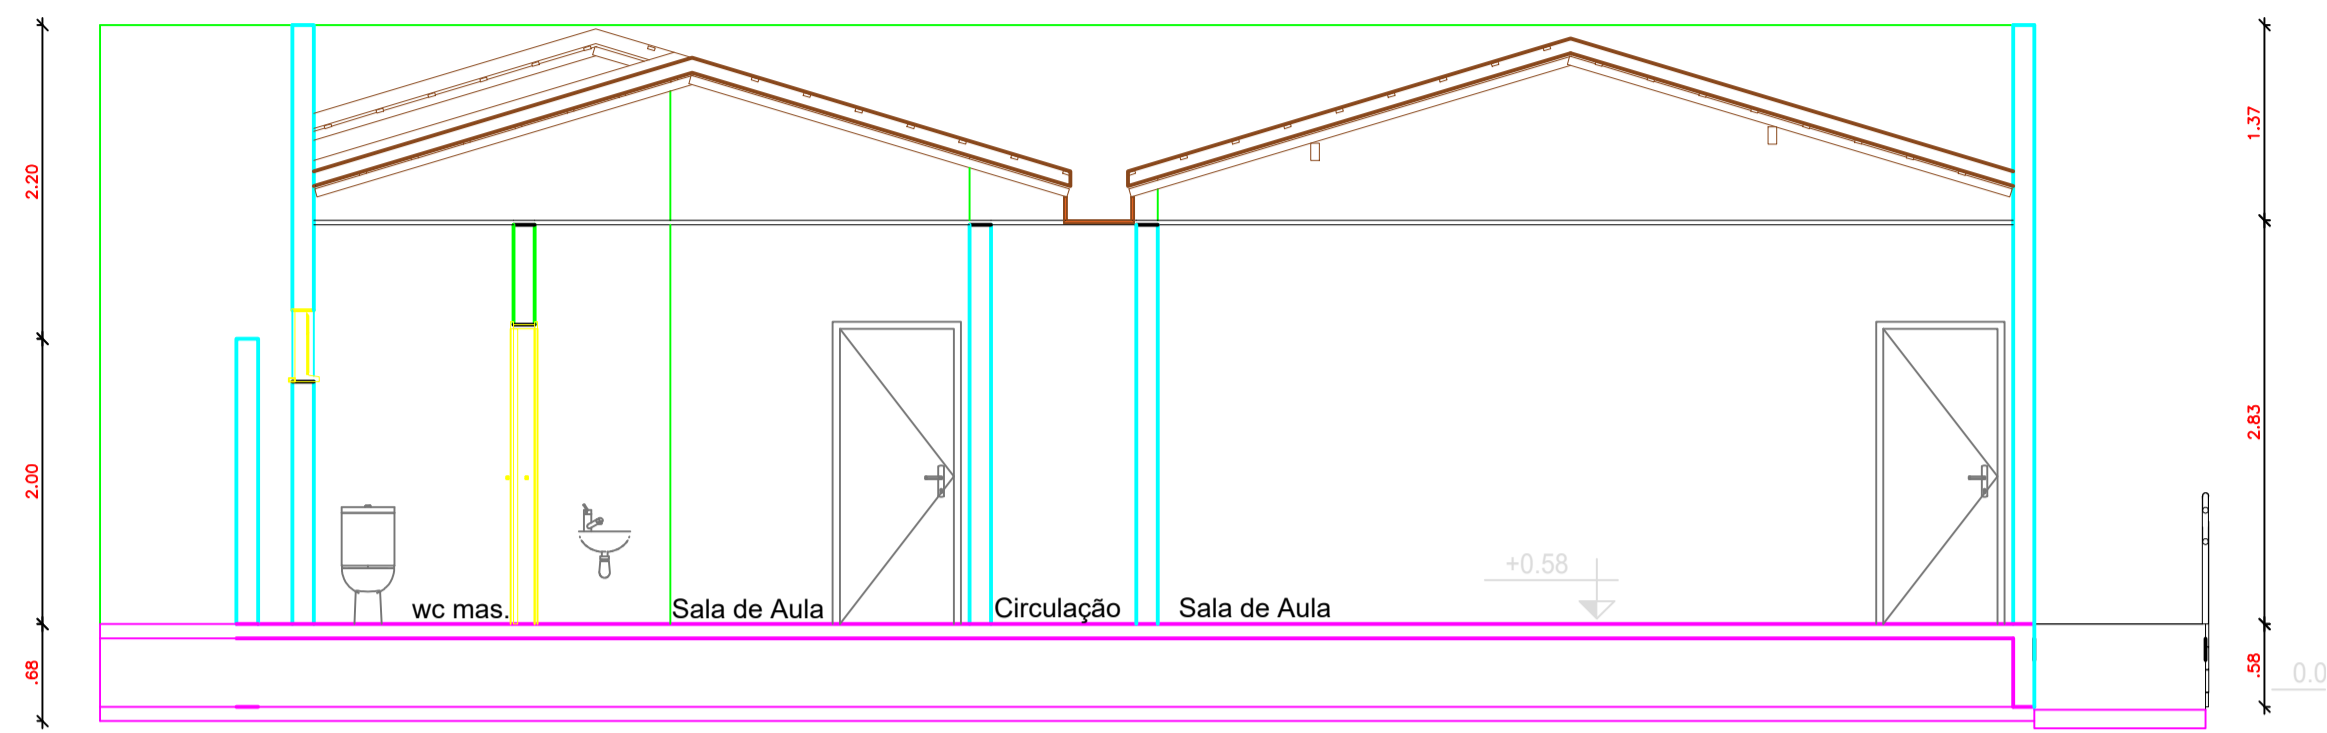 1.37
2.20
2.83
2.00
+0.58
wc mas.
Sala de Aula
Circulação
Sala de Aula
.68
.58
0.0